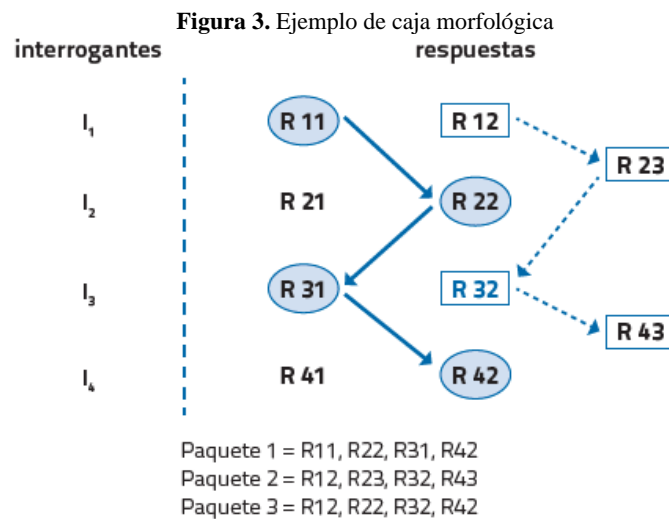 Figura 3. Ejemplo de caja morfológica
interrogantes respuestas
I₁ R 11 R 12
R 23
I₂ R 21 R 22
I₃ R 31 R 32
R 43
I₄ R 41 R 42
Paquete 1 = R11, R22, R31, R42
Paquete 2 = R12, R23, R32, R43
Paquete 3 = R12, R22, R32, R42